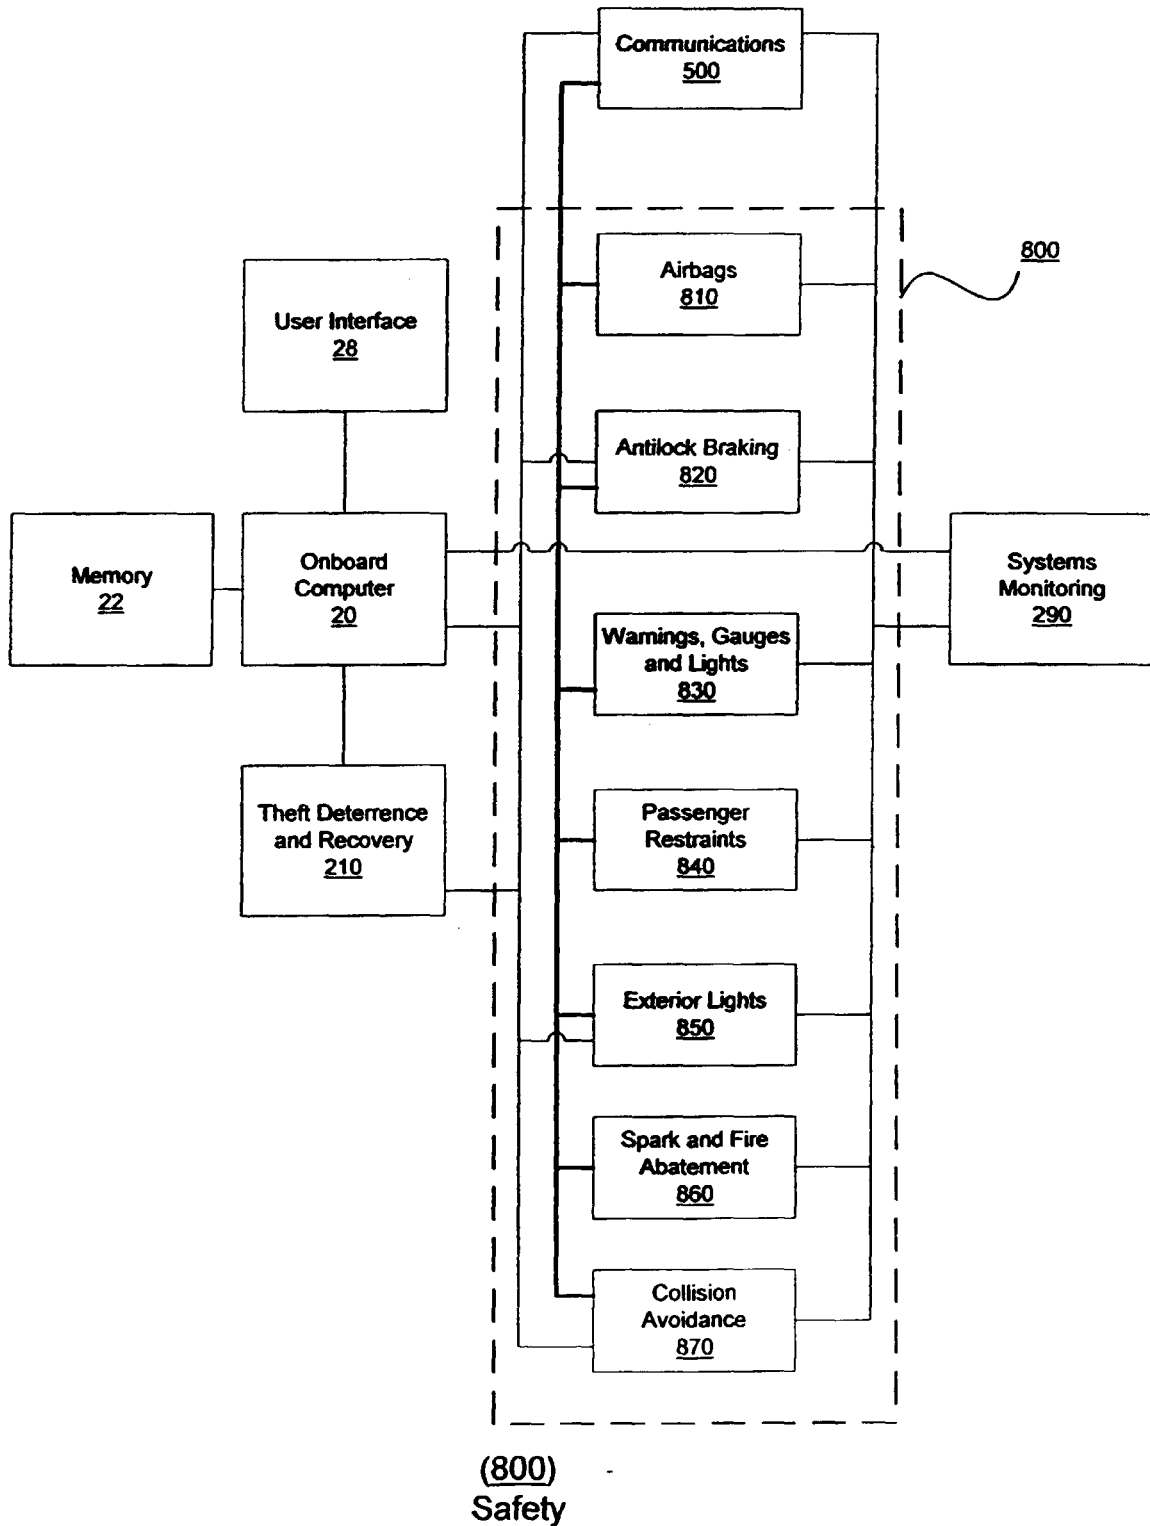 Communications
500
Airbags
810
800
User Interface
28
Antilock Braking
820
Memory
22
Onboard
Computer
20
Systems
Monitoring
290
Warnings, Gauges
and Lights
830
Theft Deterrence
and Recovery
210
Passenger
Restraints
840
Exterior Lights
850
Spark and Fire
Abatement
860
Collision
Avoidance
870
(800)
Safety